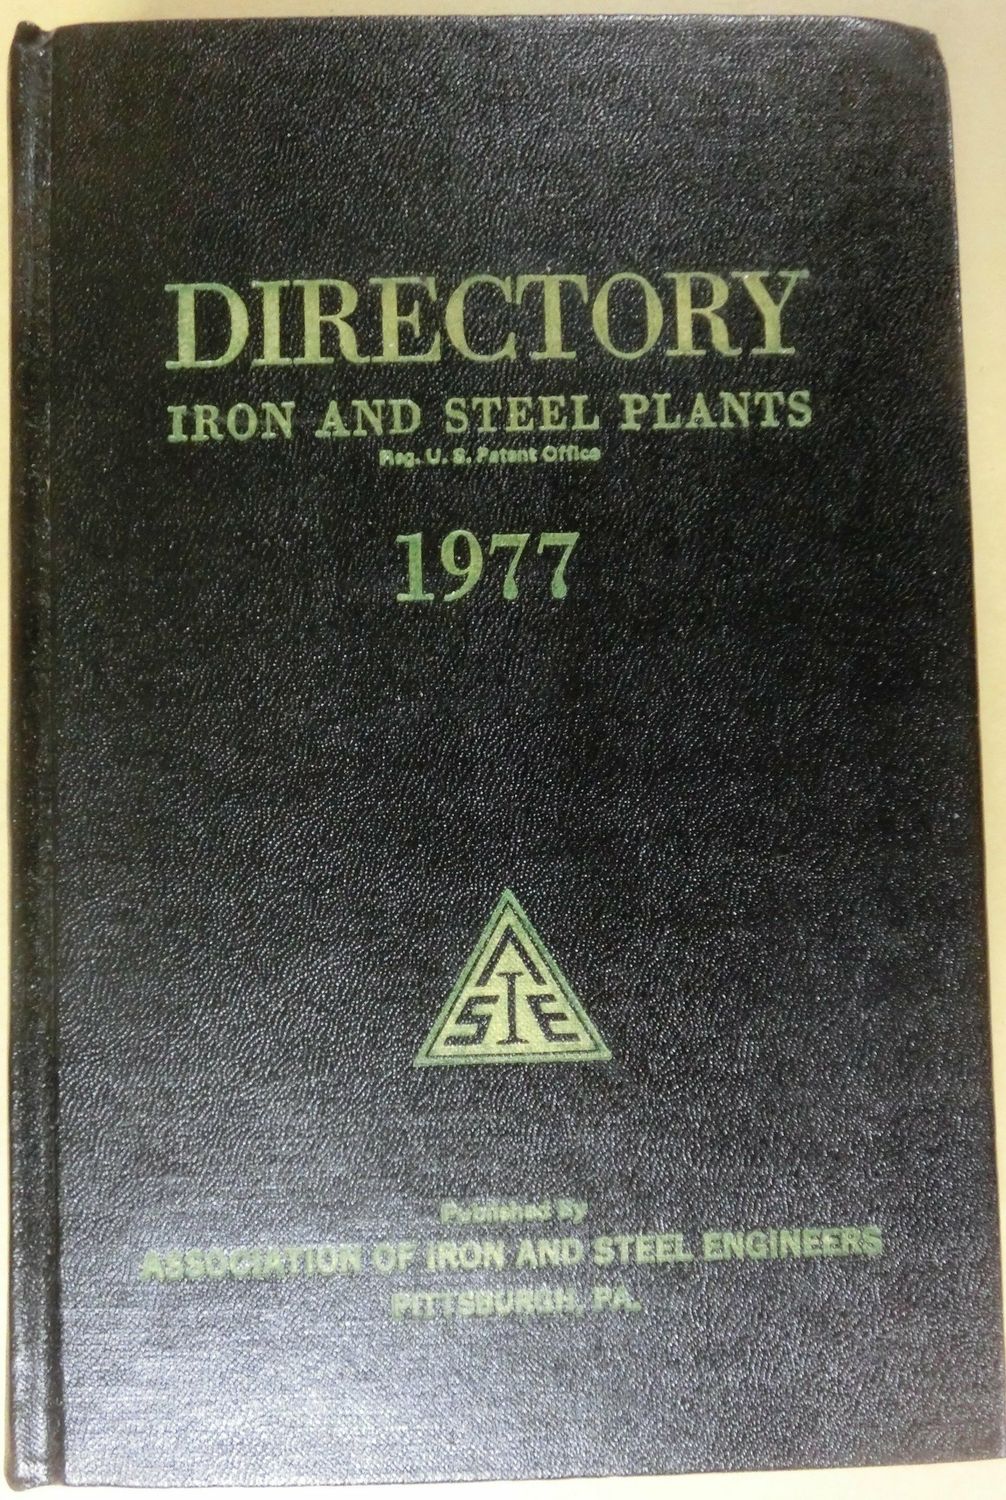 DIRECTORY
IRON AND STEEL PLANTS
Reg. U. S. Patent Office
1977
A
SIE
Published By
ASSOCIATION OF IRON AND STEEL ENGINEERS
PITTSBURGH, PA.